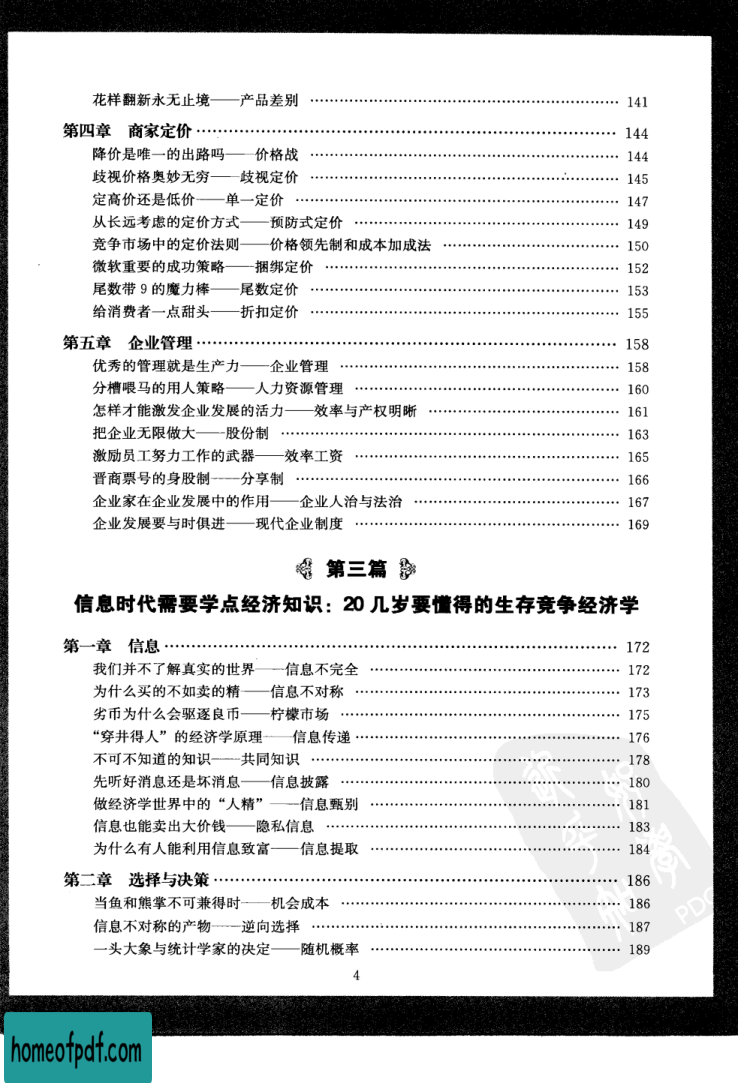 花样翻新永无止境——产品差别 …… 141
第四章 商家定价 …… 144
降价是唯一的出路吗——价格战 …… 144
歧视价格奥妙无穷——歧视定价 …… 145
定高价还是低价——单一定价 …… 147
从长远考虑的定价方式——预防式定价 …… 149
竞争市场中的定价法则——价格领先制和成本加成法 …… 150
微软重要的成功策略——捆绑定价 …… 152
尾数带 9 的魔力棒——尾数定价 …… 153
给消费者一点甜头——折扣定价 …… 155
第五章 企业管理 …… 158
优秀的管理就是生产力——企业管理 …… 158
分槽喂马的用人策略——人力资源管理 …… 160
怎样才能激发企业发展的活力——效率与产权明晰 …… 161
把企业无限做大——股份制 …… 163
激励员工努力工作的武器——效率工资 …… 165
晋商票号的身股制——分享制 …… 166
企业家在企业发展中的作用——企业人治与法治 …… 167
企业发展要与时俱进——现代企业制度 …… 169
第三篇
信息时代需要学点经济知识：20 几岁要懂得的生存竞争经济学
第一章 信息 …… 172
我们并不了解真实的世界——信息不完全 …… 172
为什么买的不如卖的精——信息不对称 …… 173
劣币为什么会驱逐良币——柠檬市场 …… 175
“穿井得人”的经济学原理——信息传递 …… 176
不可不知道的知识——共同知识 …… 178
先听好消息还是坏消息——信息披露 …… 180
做经济学世界中的“人精”——信息甄别 …… 181
信息也能卖出大价钱——隐私信息 …… 183
为什么有人能利用信息致富——信息提取 …… 184
第二章 选择与决策 …… 186
当鱼和熊掌不可兼得时——机会成本 …… 186
信息不对称的产物——逆向选择 …… 187
一头大象与统计学家的决定——随机概率 …… 189
4
PDG
homeofpdf.com